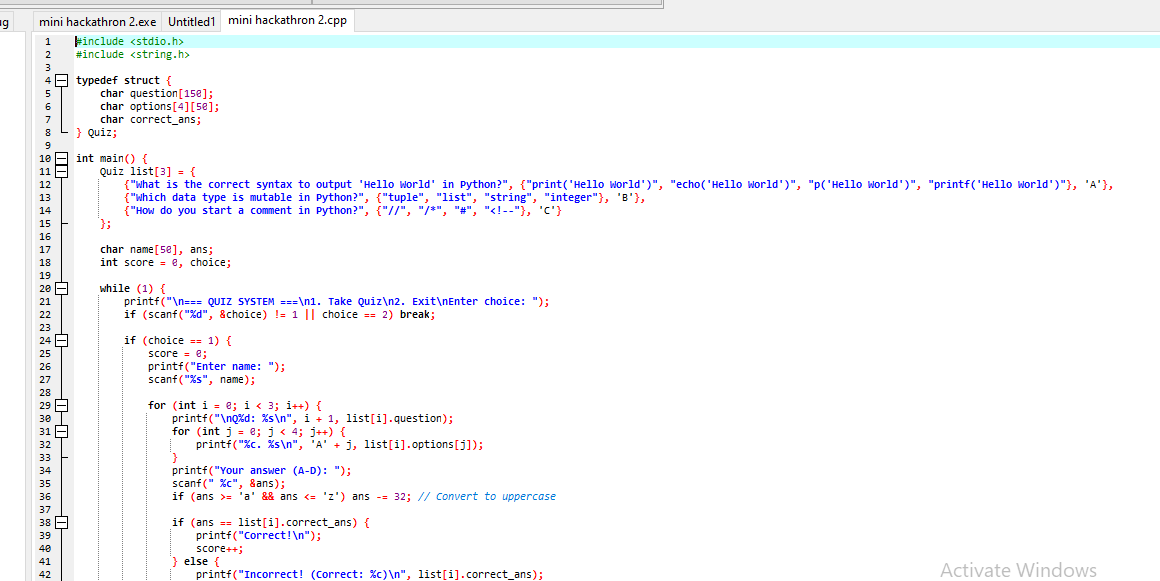 ug mini hackathron 2.exe Untitled1 mini hackathron 2.cpp
1 #include <stdio.h>
2 #include <string.h>
3
4 typedef struct {
5     char question[150];
6     char options[4][50];
7     char correct_ans;
8 } Quiz;
9
10 int main() {
11     Quiz list[3] = {
12         {"What is the correct syntax to output 'Hello World' in Python?", {"print('Hello World')", "echo('Hello World')", "p('Hello World')", "printf('Hello World')"}, 'A'},
13         {"Which data type is mutable in Python?", {"tuple", "list", "string", "integer"}, 'B'},
14         {"How do you start a comment in Python?", {"//", "/*", "#", "<!--"}, 'C'}
15     };
16
17     char name[50], ans;
18     int score = 0, choice;
19
20     while (1) {
21         printf("\n=== QUIZ SYSTEM ===\n1. Take Quiz\n2. Exit\nEnter choice: ");
22         if (scanf("%d", &choice) != 1 || choice == 2) break;
23
24         if (choice == 1) {
25             score = 0;
26             printf("Enter name: ");
27             scanf("%s", name);
28
29             for (int i = 0; i < 3; i++) {
30                 printf("\nQ%d: %s\n", i + 1, list[i].question);
31                 for (int j = 0; j < 4; j++) {
32                     printf("%c. %s\n", 'A' + j, list[i].options[j]);
33                 }
34                 printf("Your answer (A-D): ");
35                 scanf(" %c", &ans);
36                 if (ans >= 'a' && ans <= 'z') ans -= 32; // Convert to uppercase
37
38                 if (ans == list[i].correct_ans) {
39                     printf("Correct!\n");
40                     score++;
41                 } else {
42                     printf("Incorrect! (Correct: %c)\n", list[i].correct_ans);
Activate Windows